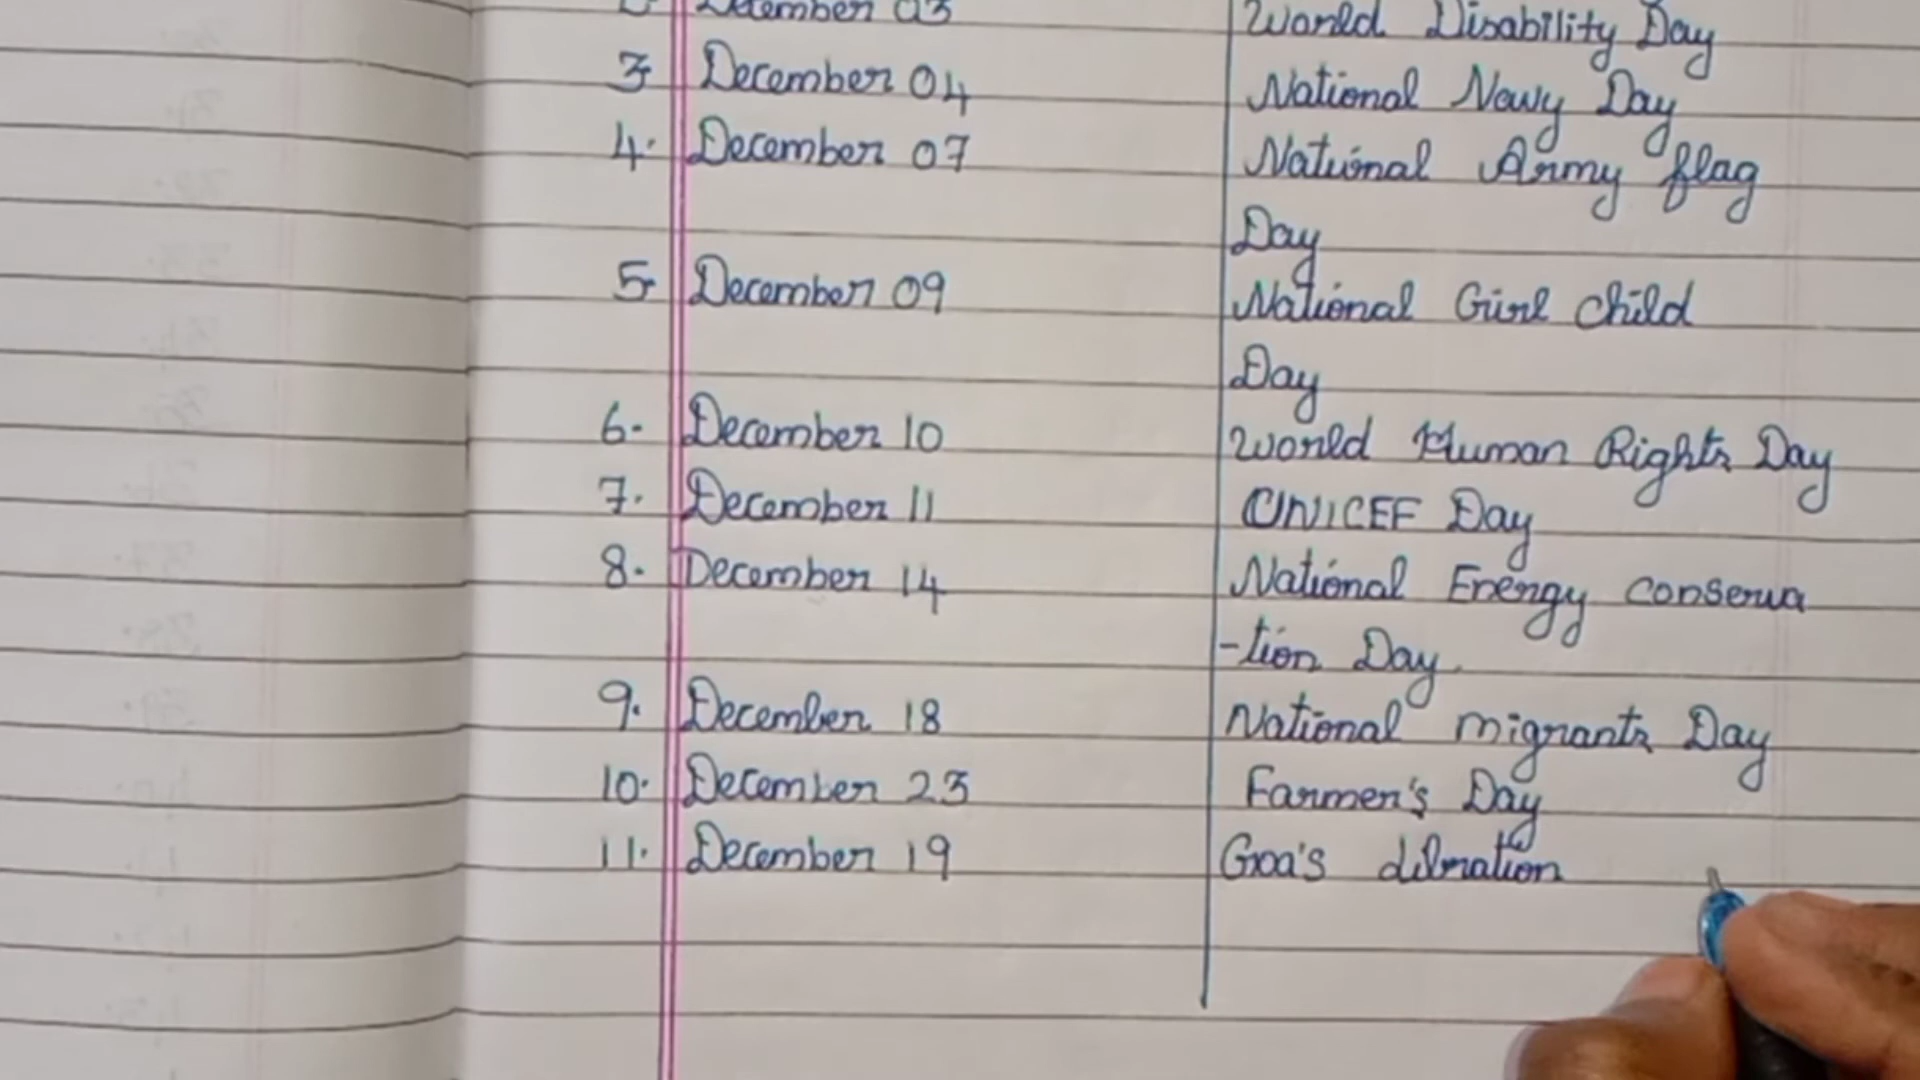 December 03 World Disability Day
3. December 04 National Navy Day
4. December 07 National Army flag
Day
5. December 09 National Girl child
Day
6. December 10 World Human Rights Day
7. December 11 UNICEF Day
8. December 14 National Energy conserva
-tion Day.
9. December 18 National migrants Day
10. December 23 Farmer's Day
11. December 19 Goa's